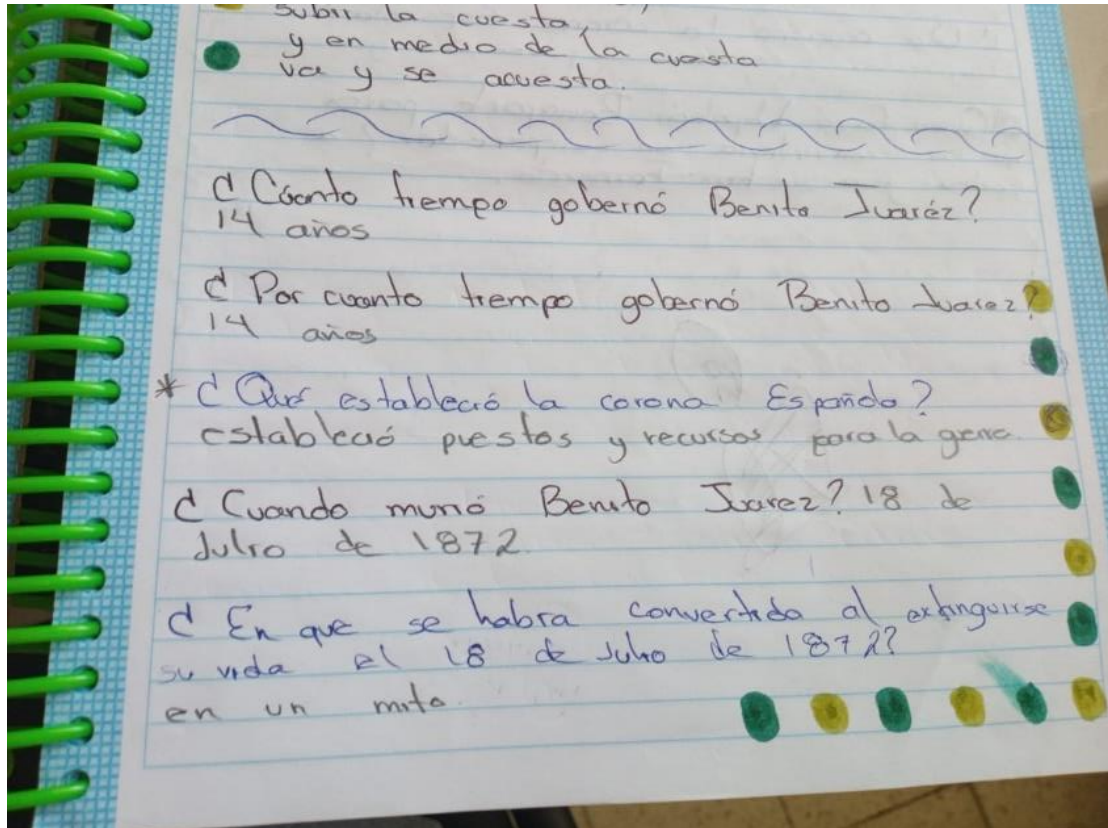 subir la cuesta,
y en medio de la cuesta
va y se acuesta.
¿Cuánto tiempo gobernó Benito Juaréz?
14 años
¿Por cuanto tiempo gobernó Benito Juarez?
14 años
* ¿Qué estableció la corona Española?
estableció puestos y recursos para la gene
¿Cuando murió Benito Juarez? 18 de
Julio de 1872.
¿En que se habra convertido al extinguirse
su vida el 18 de Julio de 1872?
en un mito.